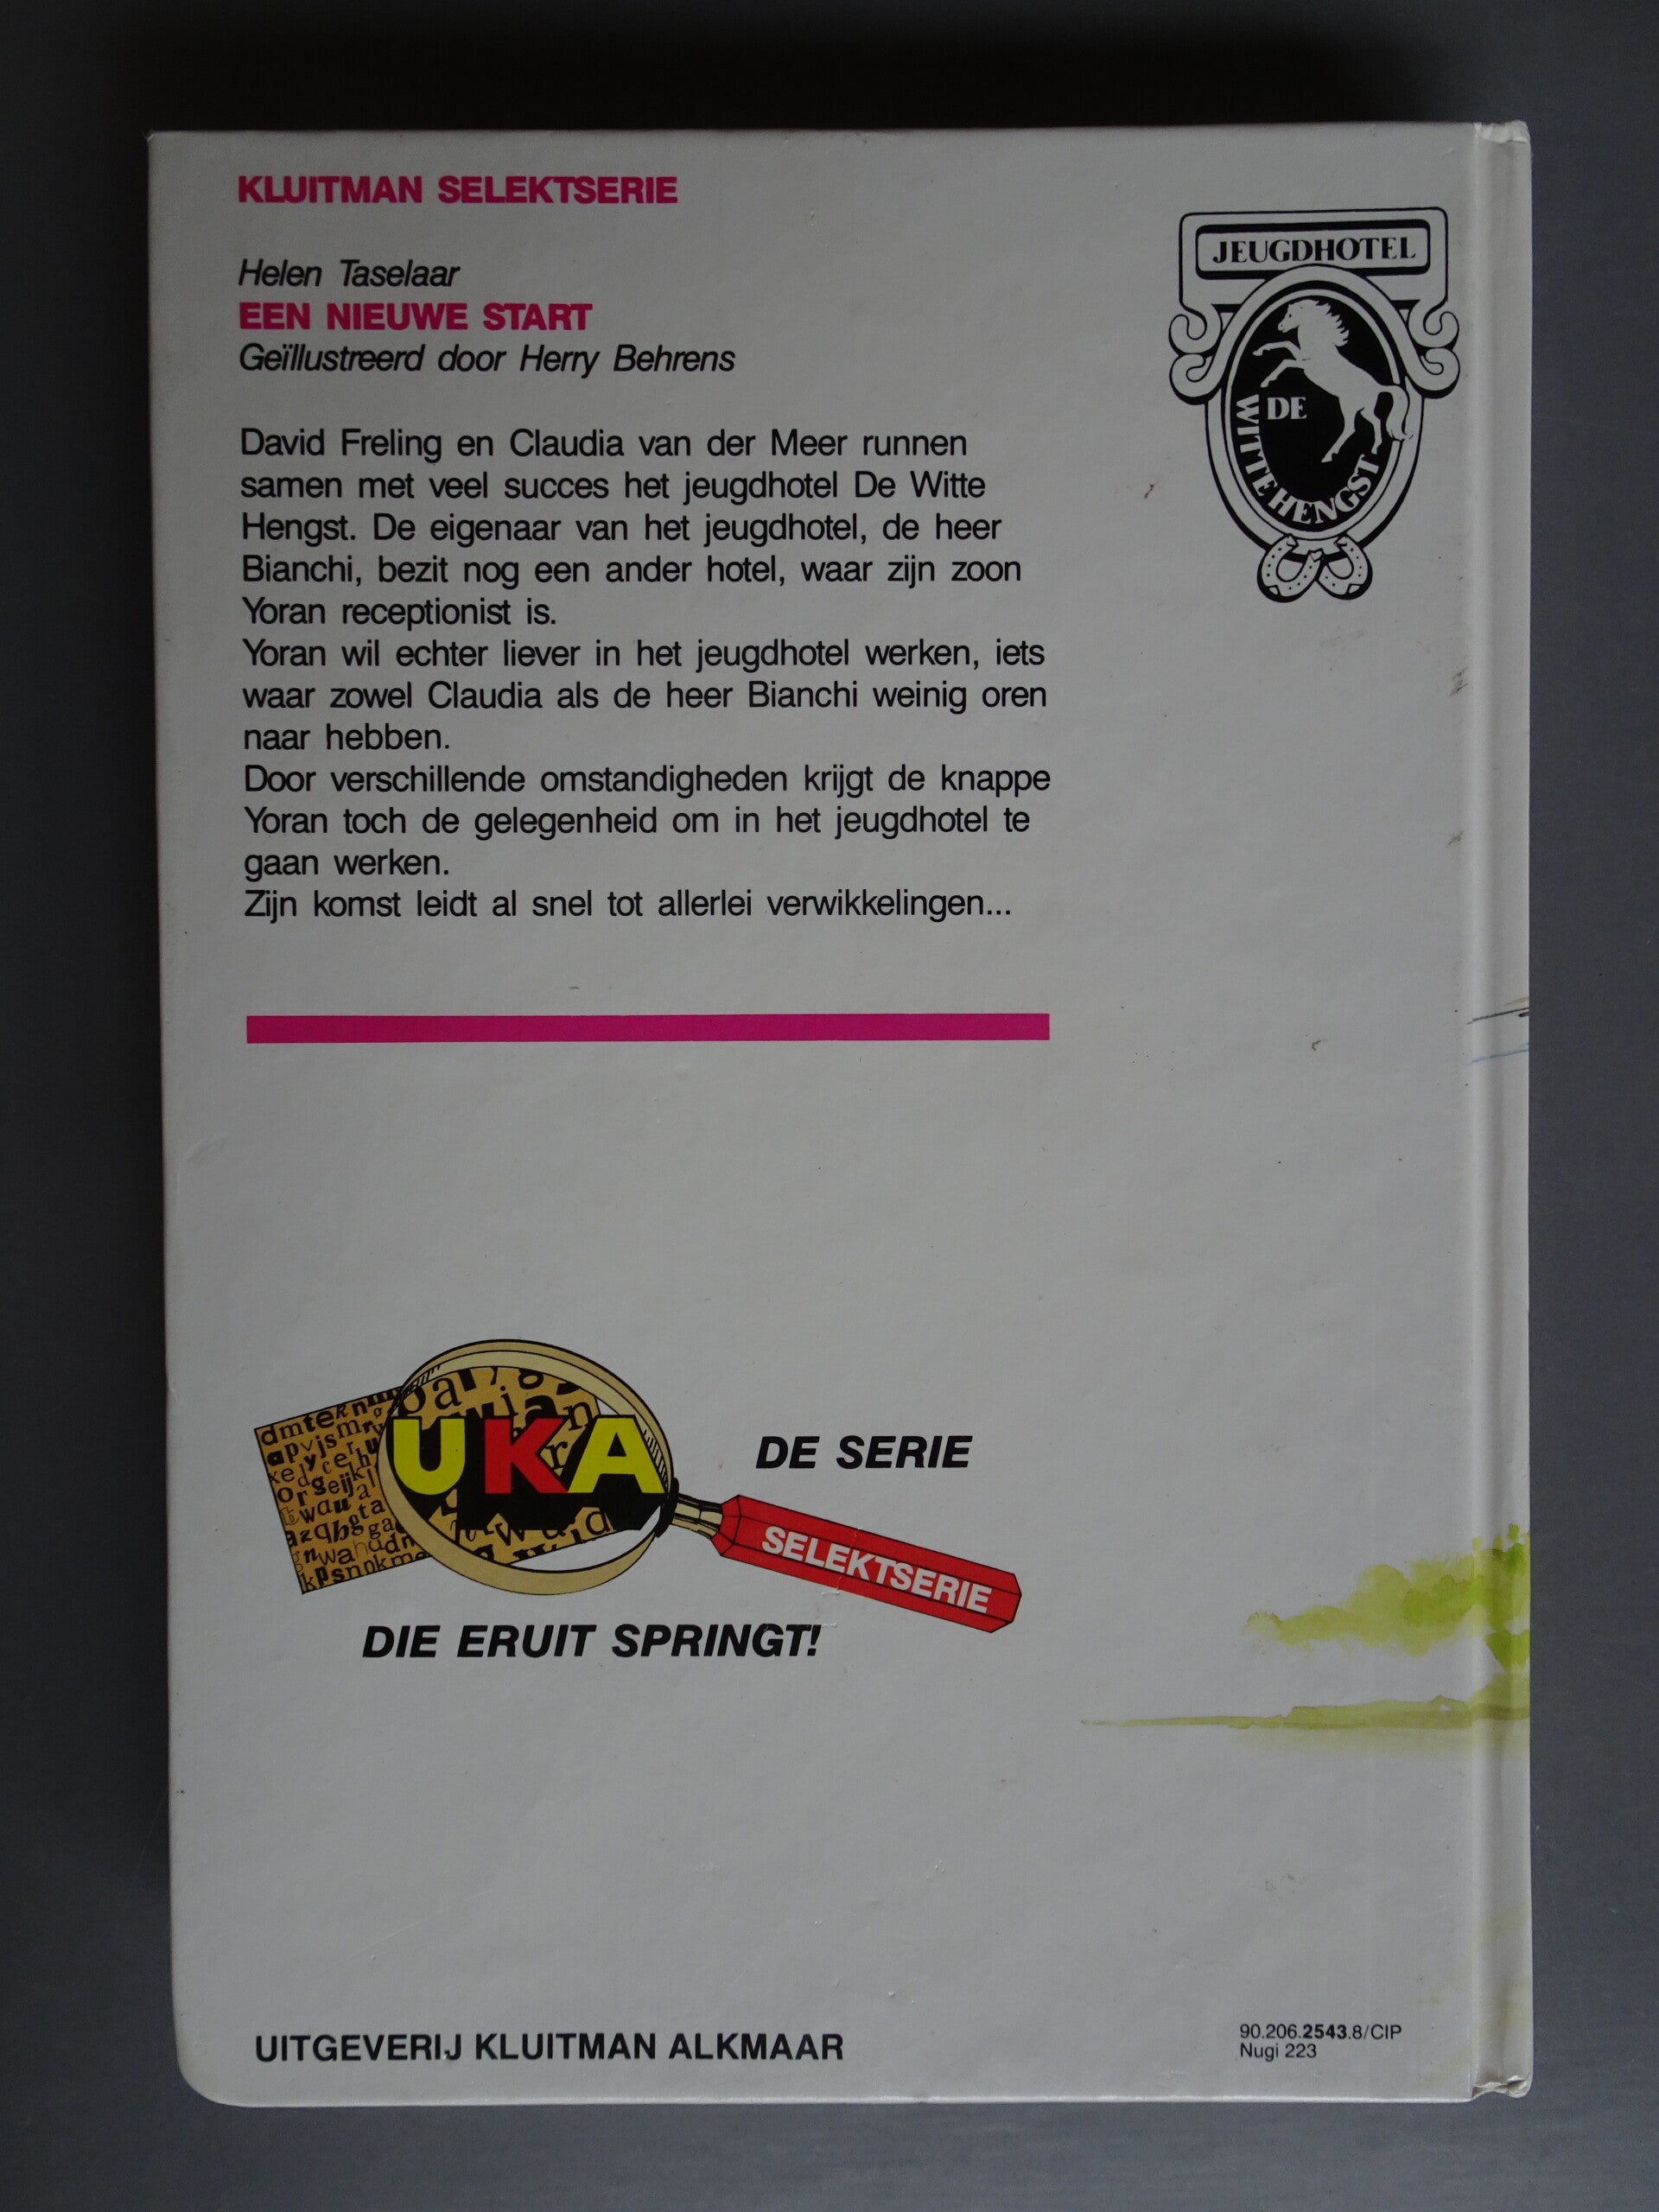 KLUITMAN SELEKTSERIE
Helen Taselaar
EEN NIEUWE START
Geïllustreerd door Herry Behrens
David Freling en Claudia van der Meer runnen
samen met veel succes het jeugdhotel De Witte
Hengst. De eigenaar van het jeugdhotel, de heer
Bianchi, bezit nog een ander hotel, waar zijn zoon
Yoran receptionist is.
Yoran wil echter liever in het jeugdhotel werken, iets
waar zowel Claudia als de heer Bianchi weinig oren
naar hebben.
Door verschillende omstandigheden krijgt de knappe
Yoran toch de gelegenheid om in het jeugdhotel te
gaan werken.
Zijn komst leidt al snel tot allerlei verwikkelingen...
JEUGDHOTEL
DE
WITTE HENGST
UKA
DE SERIE
SELEKTSERIE
DIE ERUIT SPRINGT!
UITGEVERIJ KLUITMAN ALKMAAR
90.206.2543.8/CIP
Nugi 223